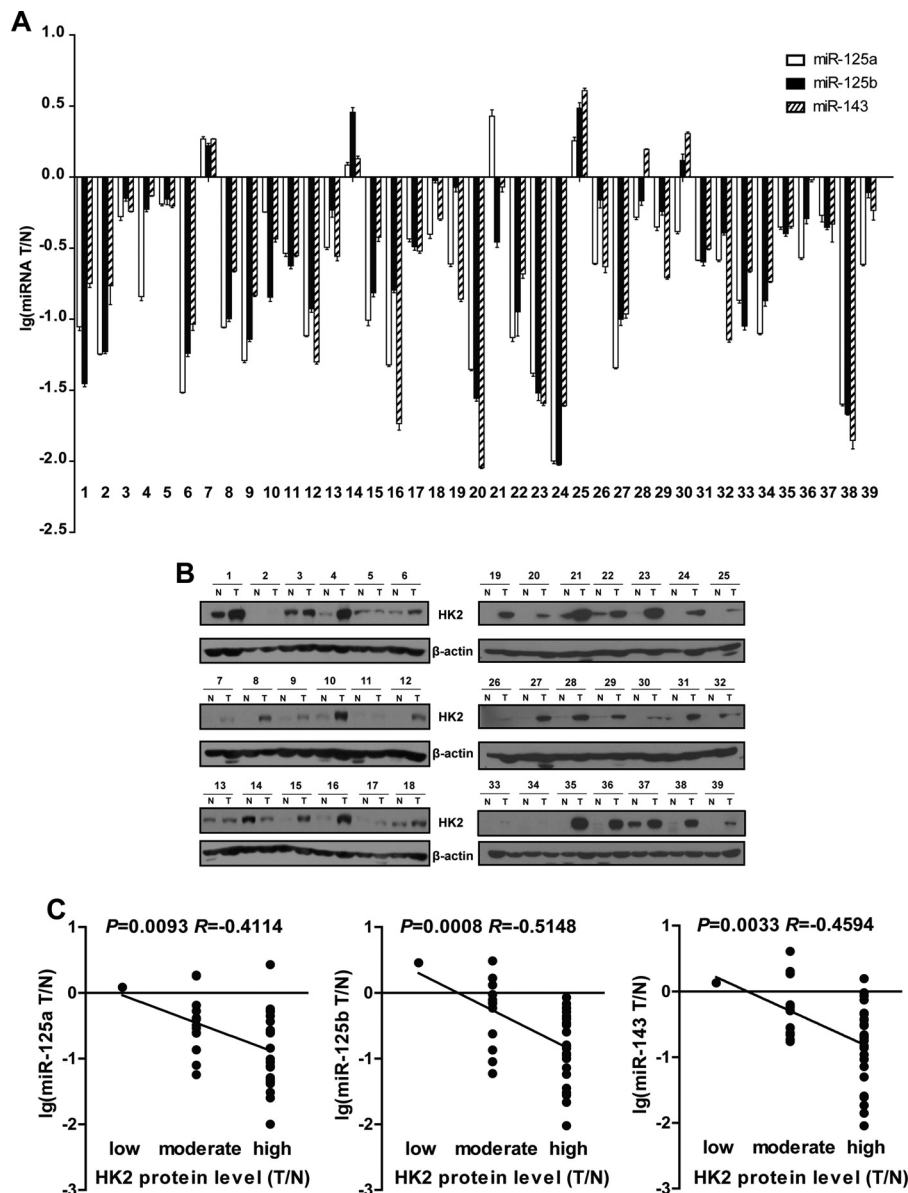 A
1.0
0.5
0.0
-0.5
-1.0
-1.5
-2.0
-2.5
lg(miRNA T/N)
miR-125a
miR-125b
miR-143
1 2 3 4 5 6 7 8 9 10 11 12 13 14 15 16 17 18 19 20 21 22 23 24 25 26 27 28 29 30 31 32 33 34 35 36 37 38 39
B
1 2 3 4 5 6
N T N T N T N T N T N T
HK2
β-actin
19 20 21 22 23 24 25
N T N T N T N T N T N T N T
7 8 9 10 11 12
N T N T N T N T N T N T
HK2
β-actin
26 27 28 29 30 31 32
N T N T N T N T N T N T N T
13 14 15 16 17 18
N T N T N T N T N T N T
HK2
β-actin
33 34 35 36 37 38 39
N T N T N T N T N T N T N T
C
P=0.0093 R=-0.4114
1
0
-1
-2
-3
lg(miR-125a T/N)
low moderate high
HK2 protein level (T/N)
P=0.0008 R=-0.5148
1
0
-1
-2
-3
lg(miR-125b T/N)
low moderate high
HK2 protein level (T/N)
P=0.0033 R=-0.4594
1
0
-1
-2
-3
lg(miR-143 T/N)
low moderate high
HK2 protein level (T/N)